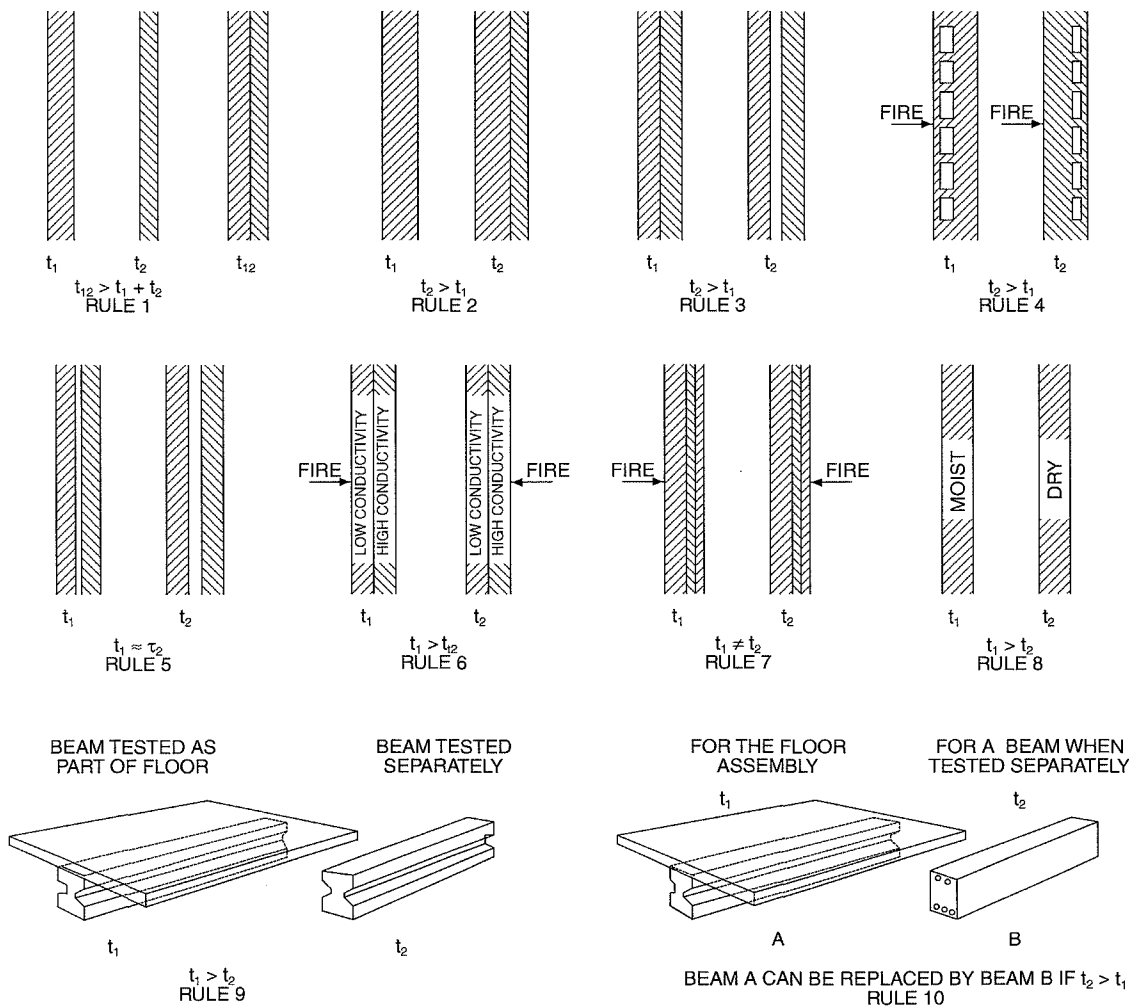 FIRE
FIRE
t₁
t₂
t₁₂
t₁
t₂
t₁
t₂
t₁
t₂
t₁₂ > t₁ + t₂
RULE 1
t₂ > t₁
RULE 2
t₂ > t₁
RULE 3
t₂ > t₁
RULE 4
LOW CONDUCTIVITY
HIGH CONDUCTIVITY
LOW CONDUCTIVITY
HIGH CONDUCTIVITY
FIRE
FIRE
FIRE
FIRE
MOIST
DRY
t₁
t₂
t₁
t₂
t₁
t₂
t₁
t₂
t₁ ≈ τ₂
RULE 5
t₁ > t₁₂
RULE 6
t₁ ≠ t₂
RULE 7
t₁ > t₂
RULE 8
BEAM TESTED AS
PART OF FLOOR
BEAM TESTED
SEPARATELY
t₁
t₂
t₁ > t₂
RULE 9
FOR THE FLOOR
ASSEMBLY
FOR A BEAM WHEN
TESTED SEPARATELY
t₁
t₂
A
B
BEAM A CAN BE REPLACED BY BEAM B IF t₂ > t₁
RULE 10